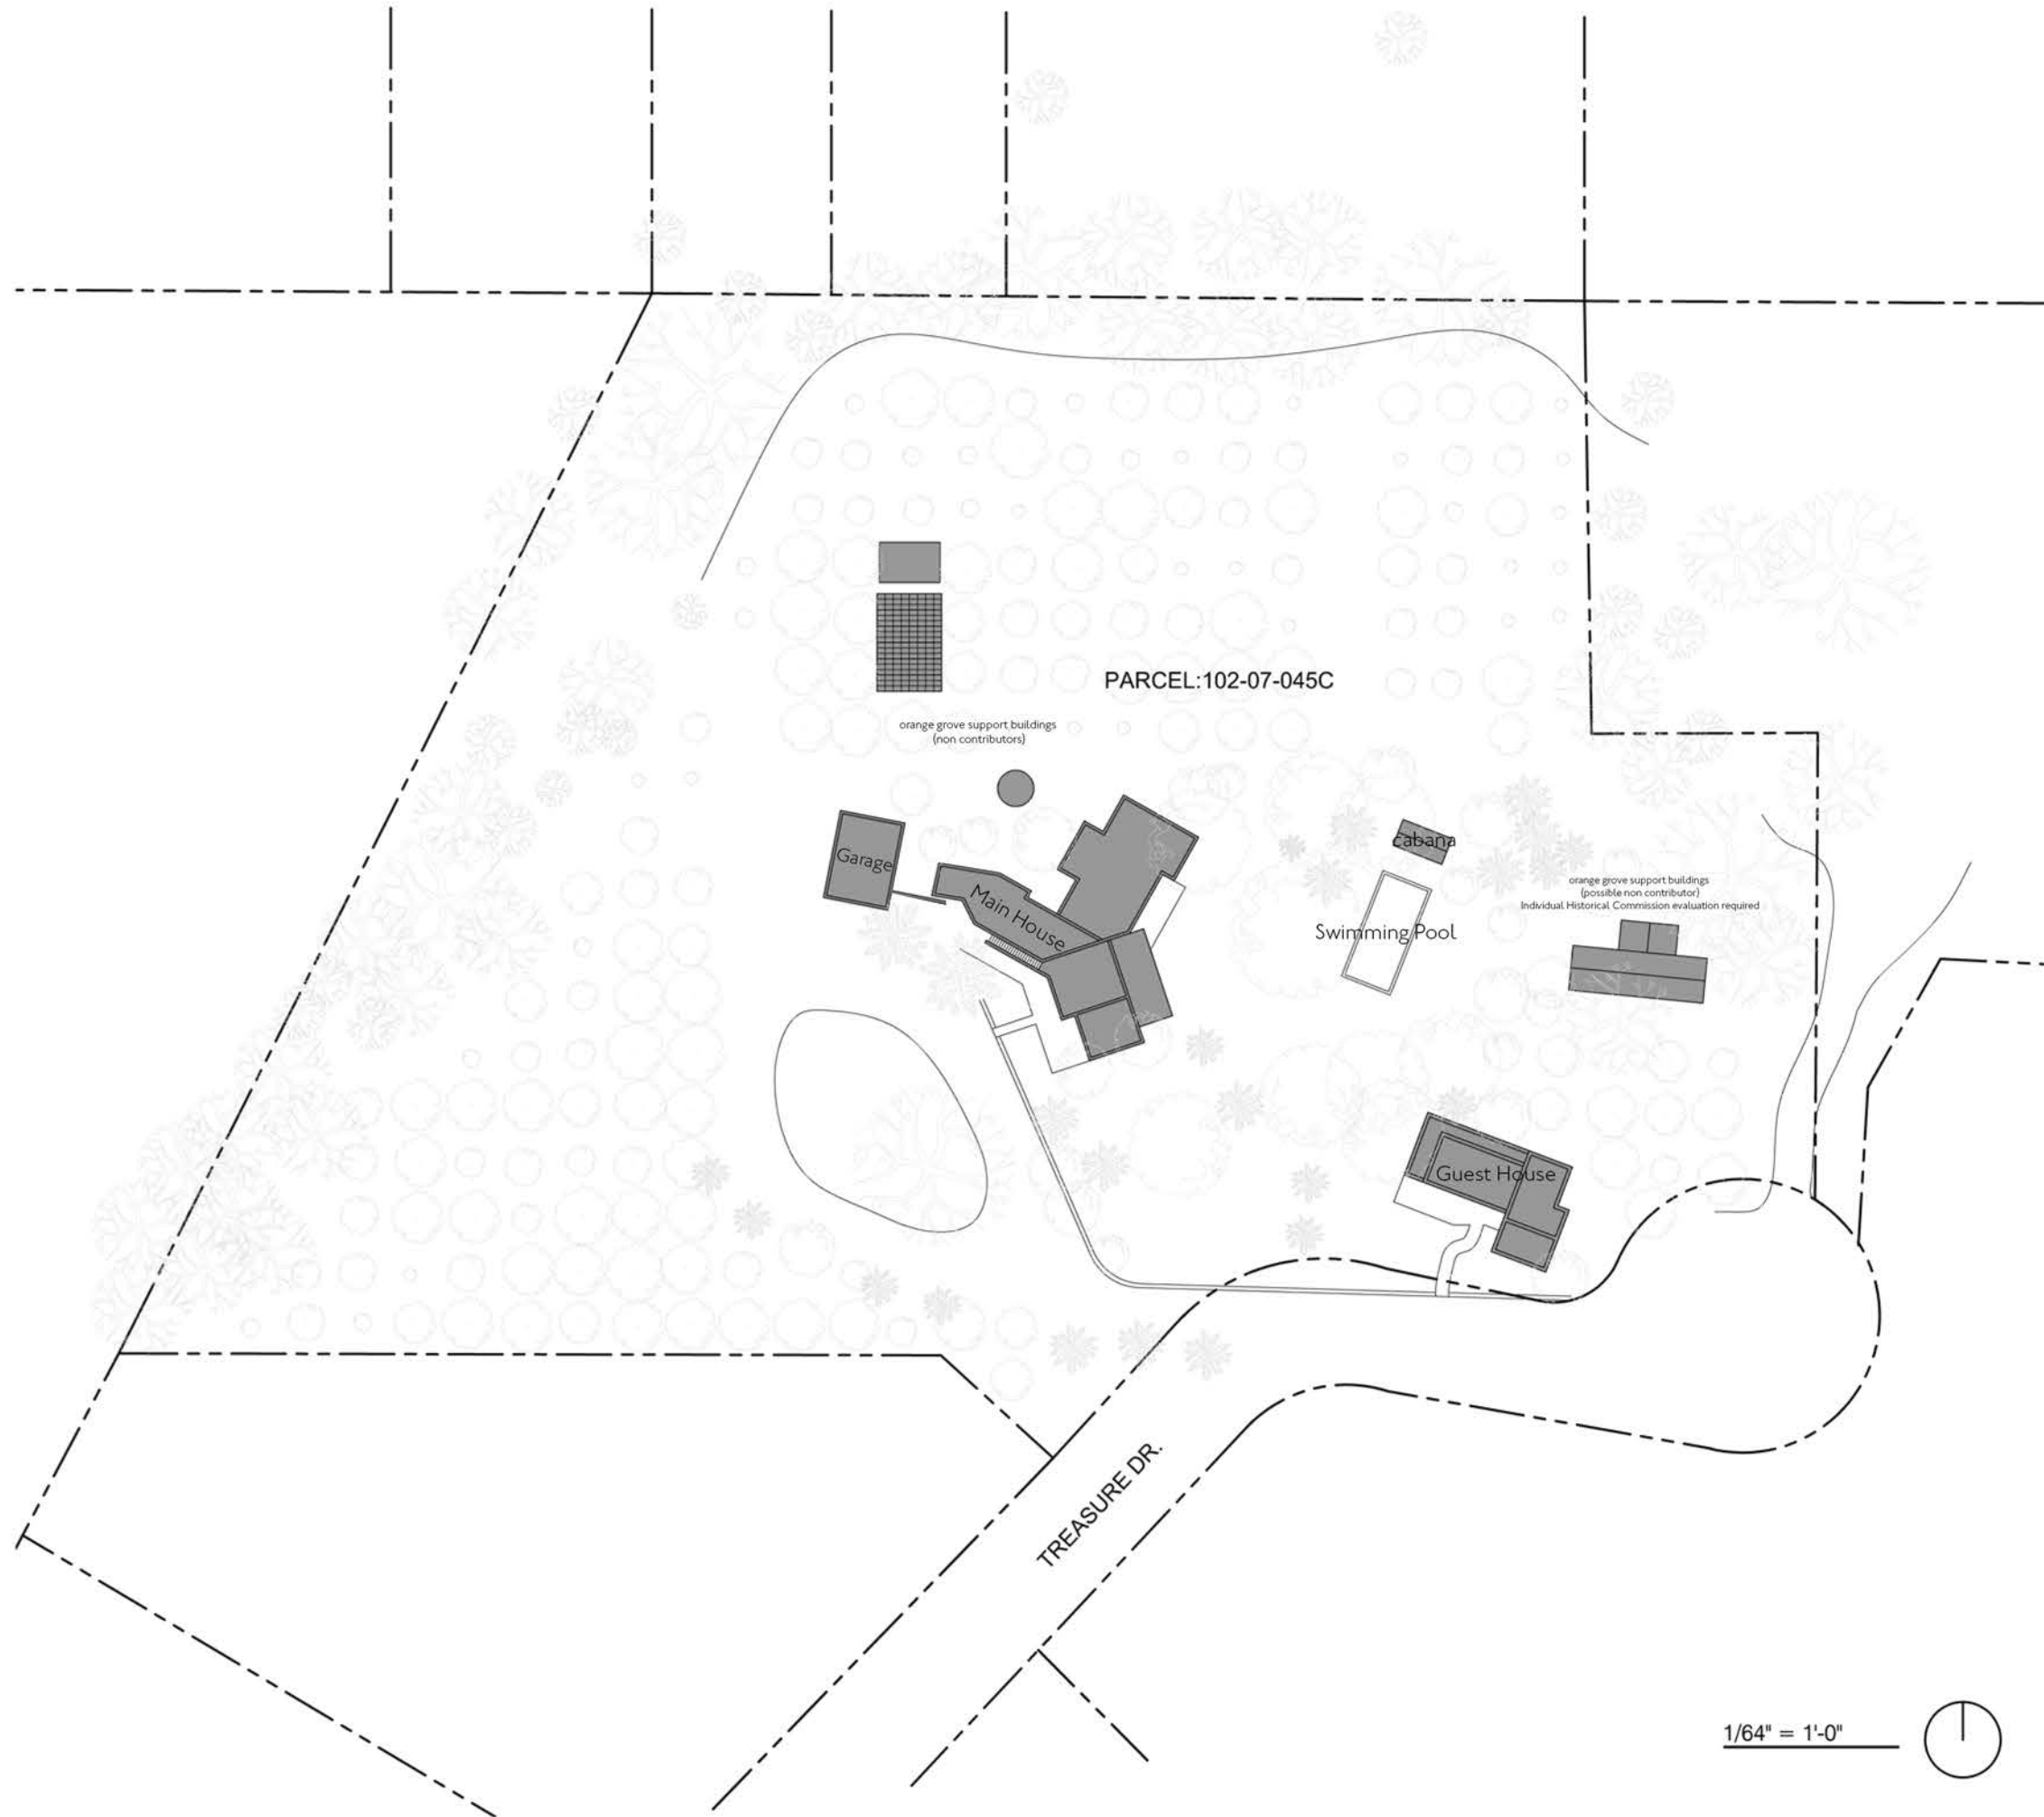 PARCEL:102-07-045C
orange grove support buildings
(non contributors)
Garage
Main House
cabana
Swimming Pool
orange grove support buildings
(possible non contributor)
Individual Historical Commission evaluation required
Guest House
TREASURE DR.
1/64" = 1'-0"